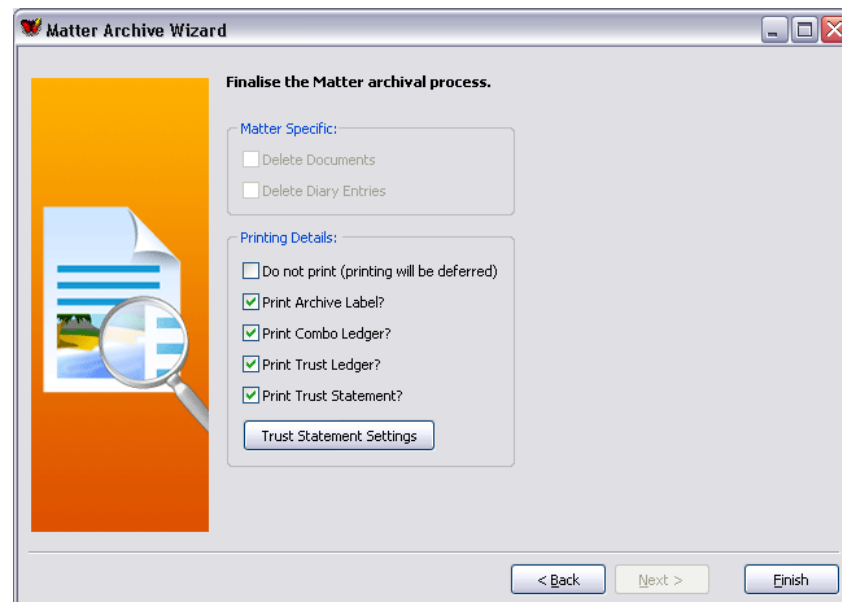 Matter Archive Wizard
Finalise the Matter archival process.
Matter Specific:
Delete Documents
Delete Diary Entries
Printing Details:
Do not print (printing will be deferred)
Print Archive Label?
Print Combo Ledger?
Print Trust Ledger?
Print Trust Statement?
Trust Statement Settings
< Back Next > Finish